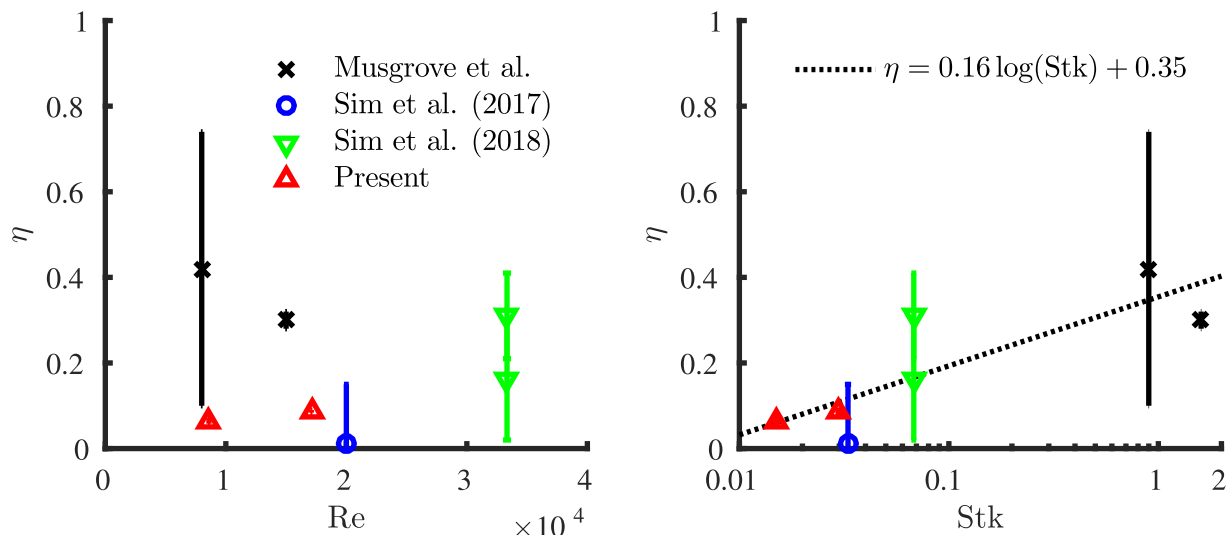 1
0.8
0.6
0.4
0.2
0
η
0
1
2
3
4
Re
×10 4
Musgrove et al.
Sim et al. (2017)
Sim et al. (2018)
Present
1
0.8
0.6
0.4
0.2
0
η
0.01
0.1
1
2
Stk
η = 0.16 log(Stk) + 0.35